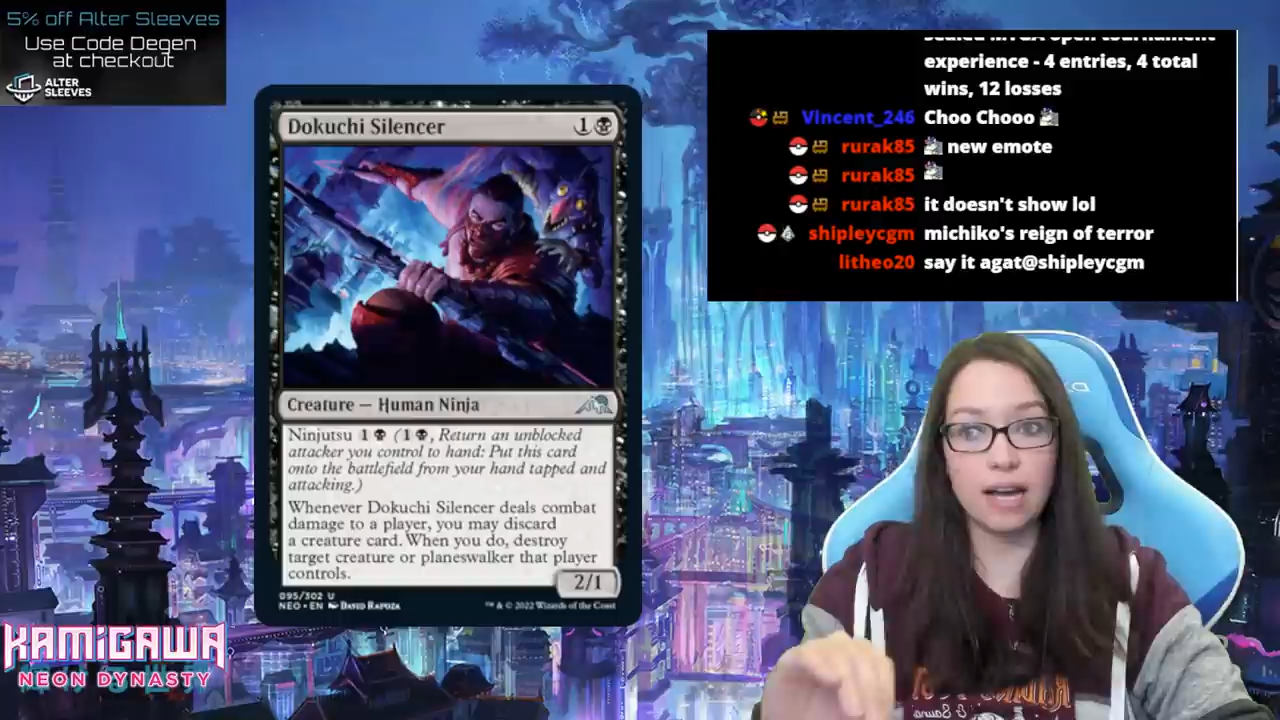 5% off Alter Sleeves
Use Code Degen
at checkout
ALTER
SLEEVES
Dokuchi Silencer 1
Creature — Human Ninja
Ninjutsu 1 (1, Return an unblocked
attacker you control to hand: Put this card
onto the battlefield from your hand tapped and
attacking.)
Whenever Dokuchi Silencer deals combat
damage to a player, you may discard
a creature card. When you do, destroy
target creature or planeswalker that player
controls.
2/1
095/302 U
NEO • EN DAVID RAPOZA
™ & © 2022 Wizards of the Coast
KAMIGAWA
NEON DYNASTY
sealed MTGA open tournament
experience - 4 entries, 4 total
wins, 12 losses
VIncent_246 Choo Chooo
rurak85 new emote
rurak85
rurak85 it doesn't show lol
shipleycgm michiko's reign of terror
litheo20 say it agat@shipleycgm